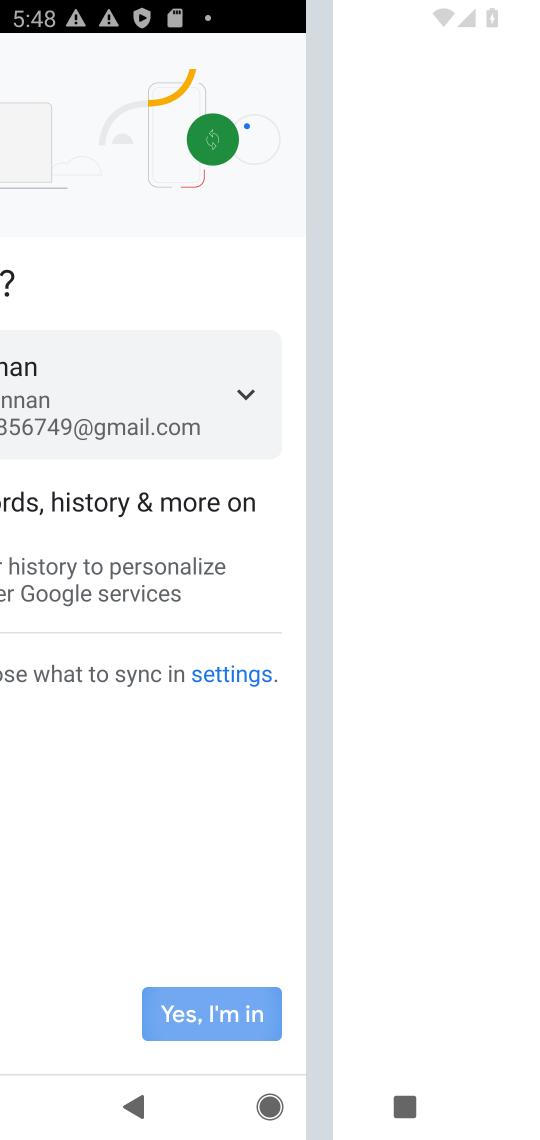 5:48
?
nan
nnan
856749@gmail.com
ords, history & more on
r history to personalize
er Google services
ose what to sync in settings.
Yes, I'm in